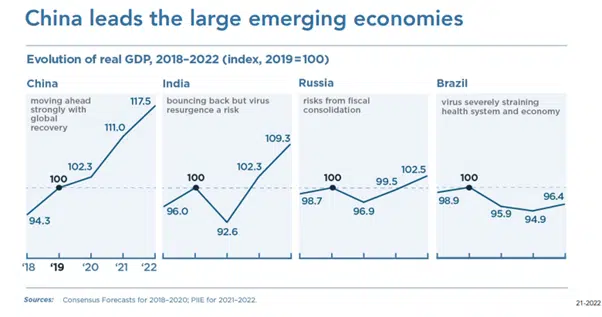 China leads the large emerging economies
Evolution of real GDP, 2018–2022 (index, 2019=100)
China
moving ahead
strongly with
global
recovery
117.5
111.0
102.3
100
94.3
‘18 ‘19 ‘20 ‘21 ‘22
India
bouncing back but virus
resurgence a risk
109.3
102.3
100
96.0
92.6
Russia
risks from fiscal
consolidation
102.5
100
99.5
98.7
96.9
Brazil
virus severely straining
health system and economy
100
98.9
96.4
95.9
94.9
Sources: Consensus Forecasts for 2018–2020; PIIE for 2021–2022.
21-2022